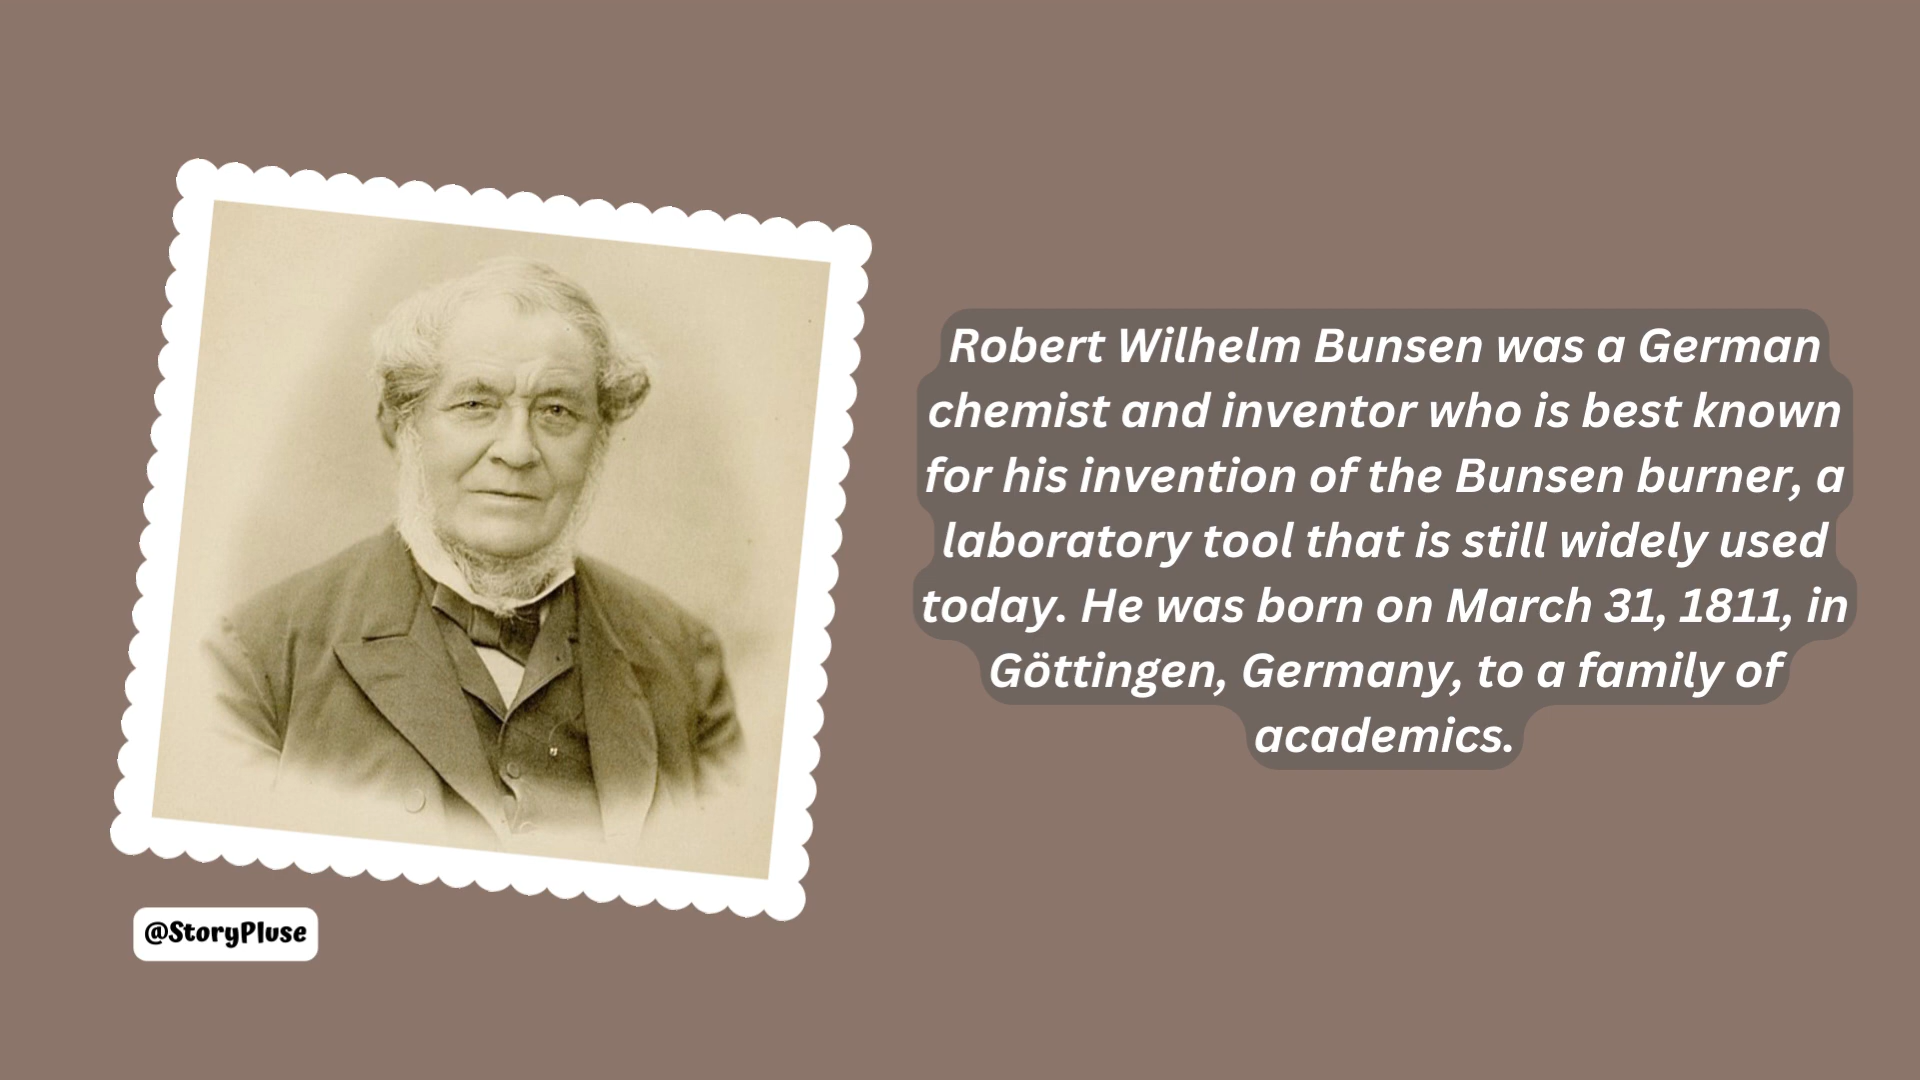 Robert Wilhelm Bunsen was a German
chemist and inventor who is best known
for his invention of the Bunsen burner, a
laboratory tool that is still widely used
today. He was born on March 31, 1811, in
Göttingen, Germany, to a family of
academics.
@StoryPluse